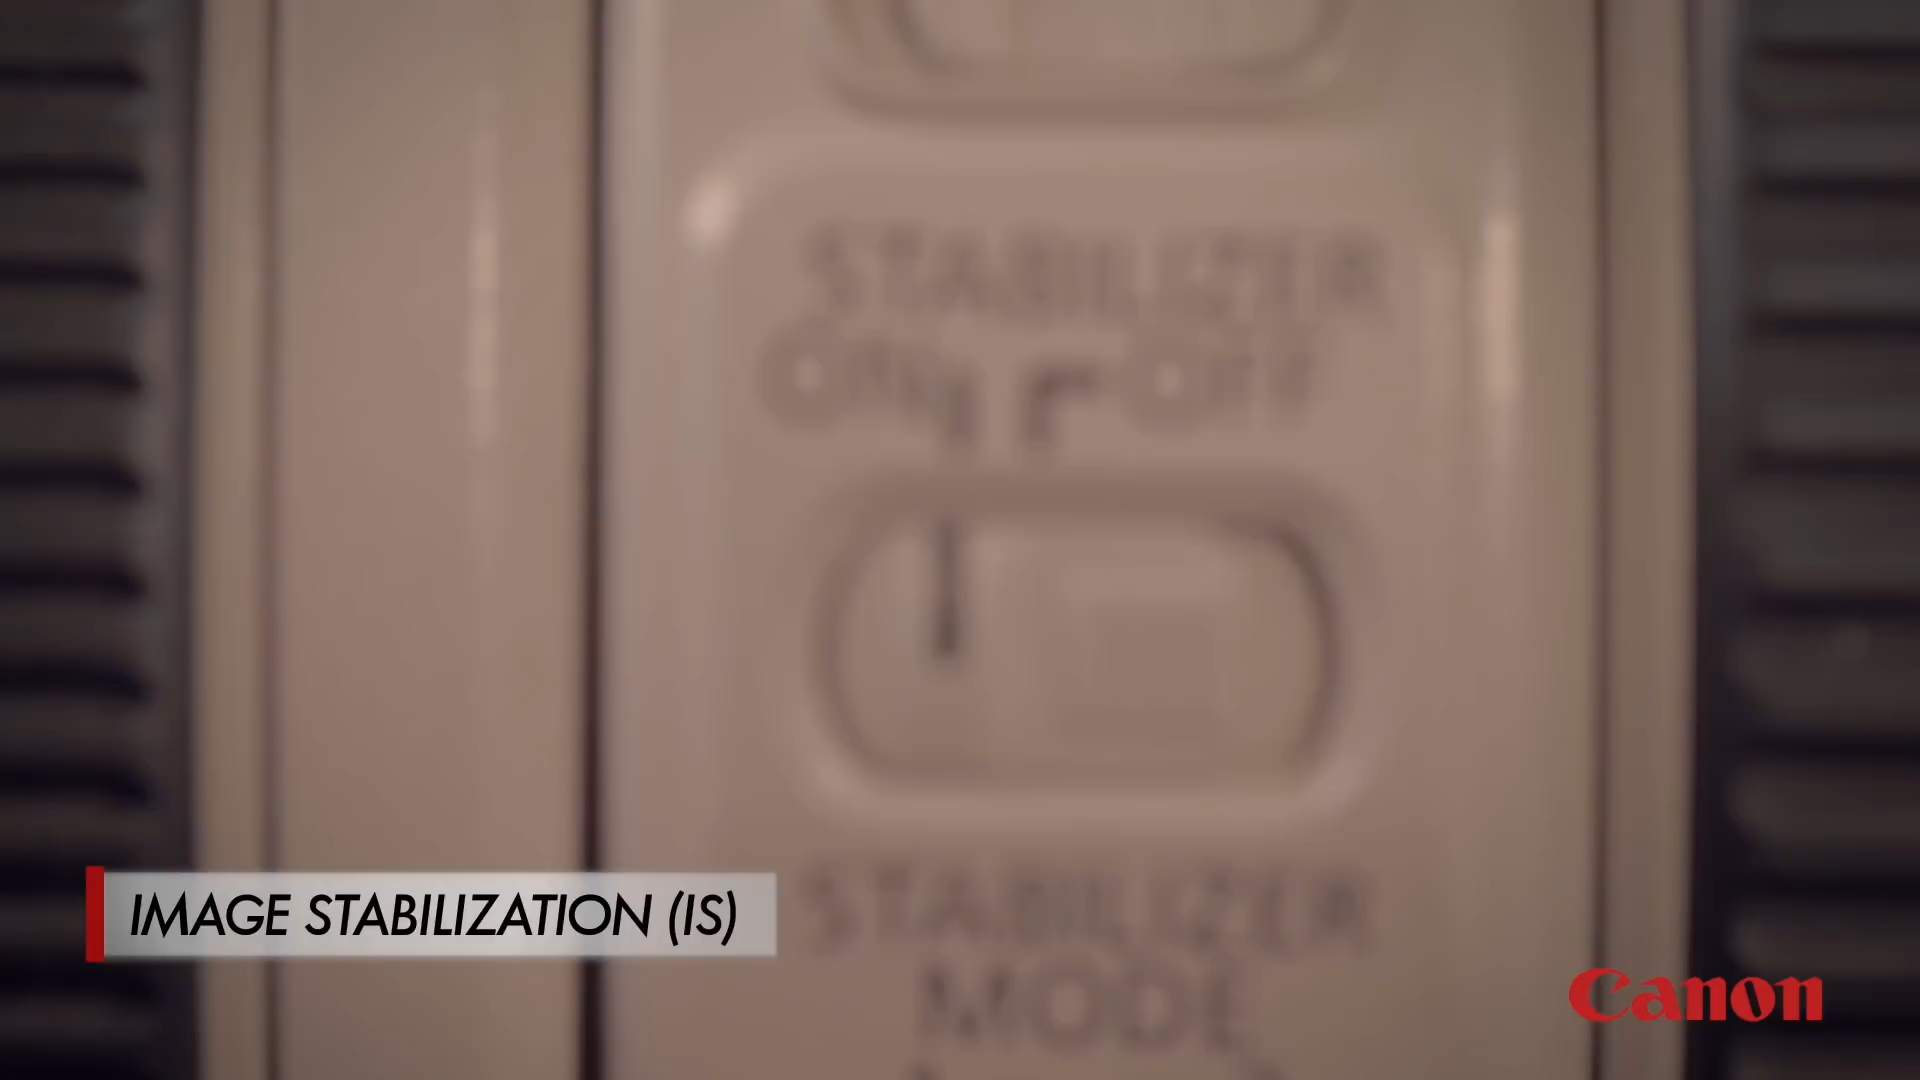 STABILIZER
ON OFF
STABILIZER
MODE
IMAGE STABILIZATION (IS)
Canon